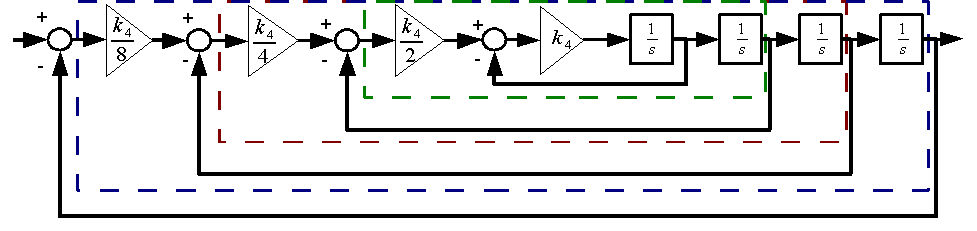 + + + +
k₄/8 k₄/4 k₄/2 k₄ 1/s 1/s 1/s 1/s
- - - -